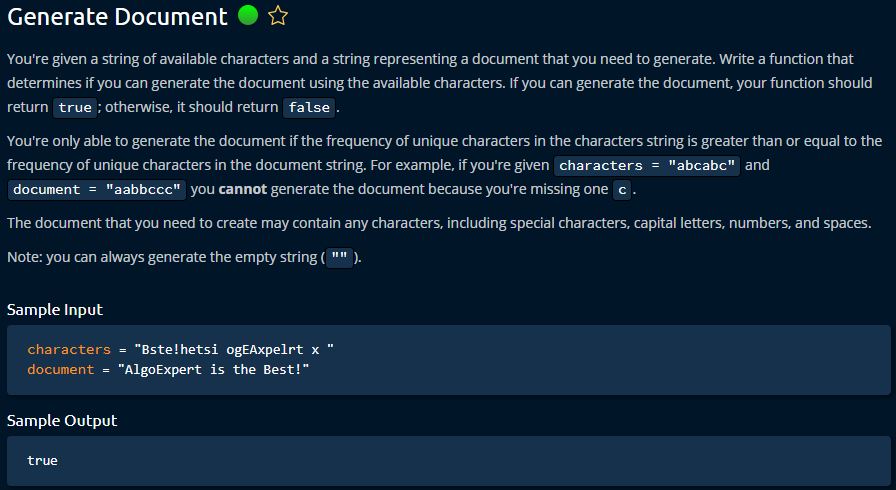 Generate Document
You're given a string of available characters and a string representing a document that you need to generate. Write a function that
determines if you can generate the document using the available characters. If you can generate the document, your function should
return true ; otherwise, it should return false .
You're only able to generate the document if the frequency of unique characters in the characters string is greater than or equal to the
frequency of unique characters in the document string. For example, if you're given characters = "abcabc" and
document = "aabbccc" you cannot generate the document because you're missing one c .
The document that you need to create may contain any characters, including special characters, capital letters, numbers, and spaces.
Note: you can always generate the empty string ( "" ).
Sample Input
characters = "Bste!hetsi ogEAxpelrt x "
document = "AlgoExpert is the Best!"
Sample Output
true